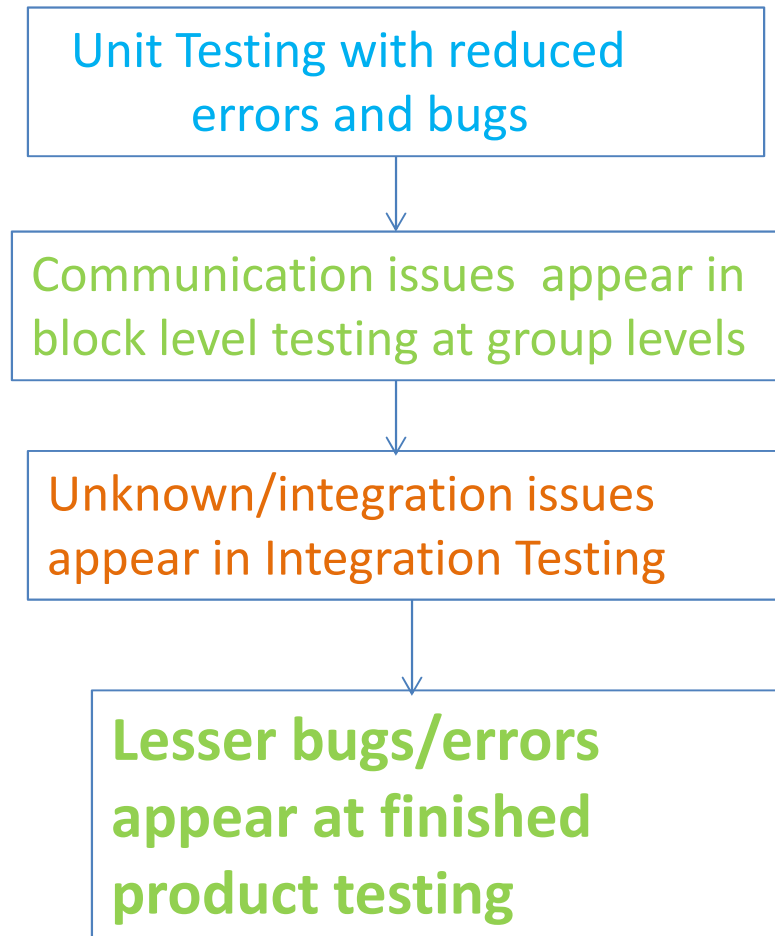 Unit Testing with reduced
errors and bugs
Communication issues  appear in
block level testing at group levels
Unknown/integration issues
appear in Integration Testing
Lesser bugs/errors
appear at finished
product testing